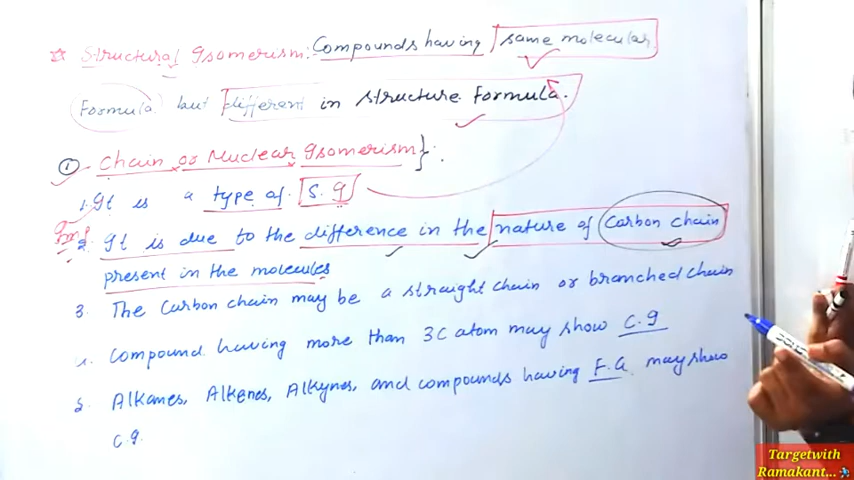 ☆ Structural Isomerism: Compounds having same molecular
Formula but different in structure Formula.
① - Chain or Nuclear Isomerism} :
1. It is a type of S.I
Imp 2. It is due to the difference in the nature of Carbon chain
present in the molecules
3. The Carbon chain may be a straight chain or branched chain
4. Compound having more than 3C atom may show C.I
5. Alkanes, Alkenes, Alkynes, and compounds having F.G. may show
C.I.
Targetwith
Ramakant...